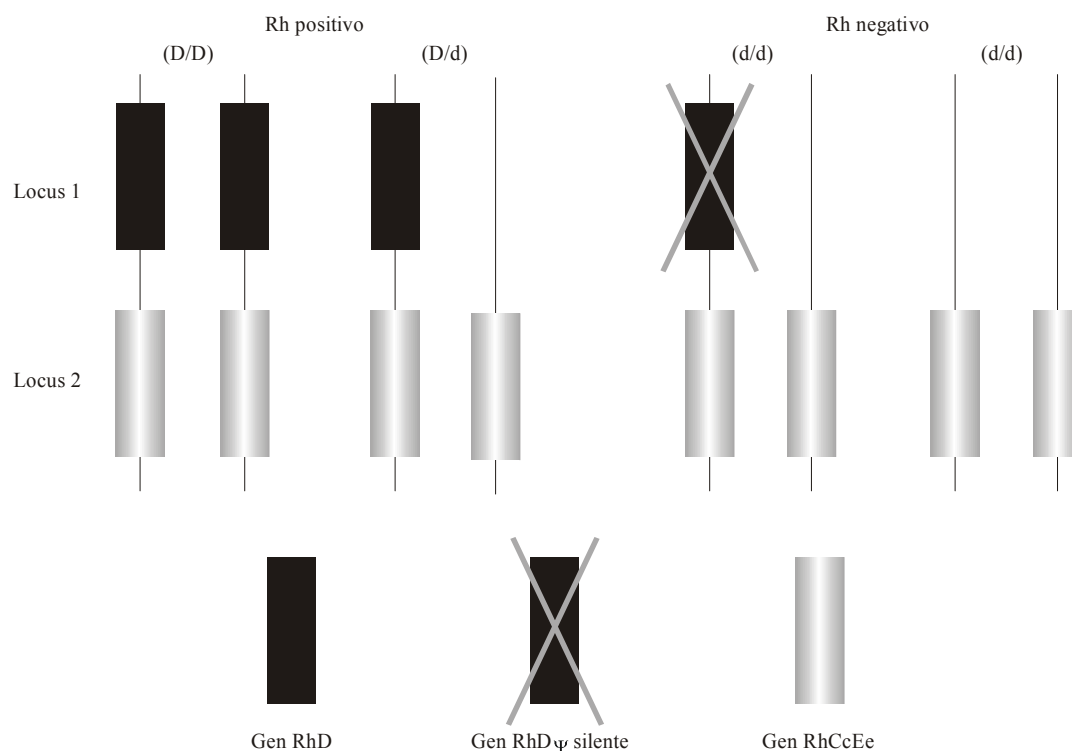 Rh positivo Rh negativo
(D/D) (D/d) (d/d) (d/d)
Locus 1
Locus 2
Gen RhD Gen RhDΨ silente Gen RhCcEe